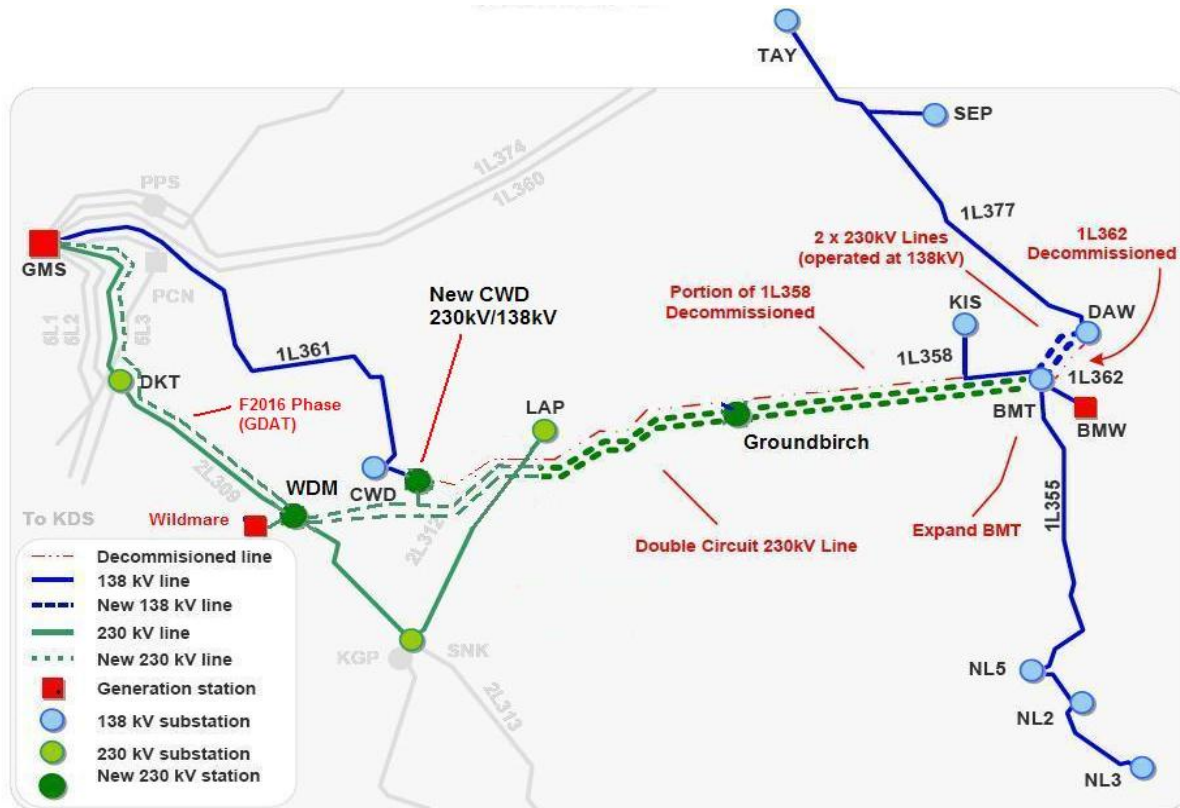 TAY
SEP
1L374
1L360
PPS
1L377
2 x 230kV Lines
(operated at 138kV)
1L362
Decommissioned
GMS
PCN
New CWD
230kV/138kV
Portion of 1L358
Decommissioned
KIS
DAW
5L1
5L2
5L3
1L361
1L358
DKT
F2016 Phase
(GDAT)
LAP
1L362
BMT
BMW
Groundbirch
2L309
CWD
WDM
To KDS
Wildmare
2L312
Double Circuit 230kV Line
Expand BMT
1L355
Decommisioned line
138 kV line
New 138 kV line
230 kV line
New 230 kV line
Generation station
138 kV substation
230 kV substation
New 230 kV station
KGP
SNK
2L313
NL5
NL2
NL3